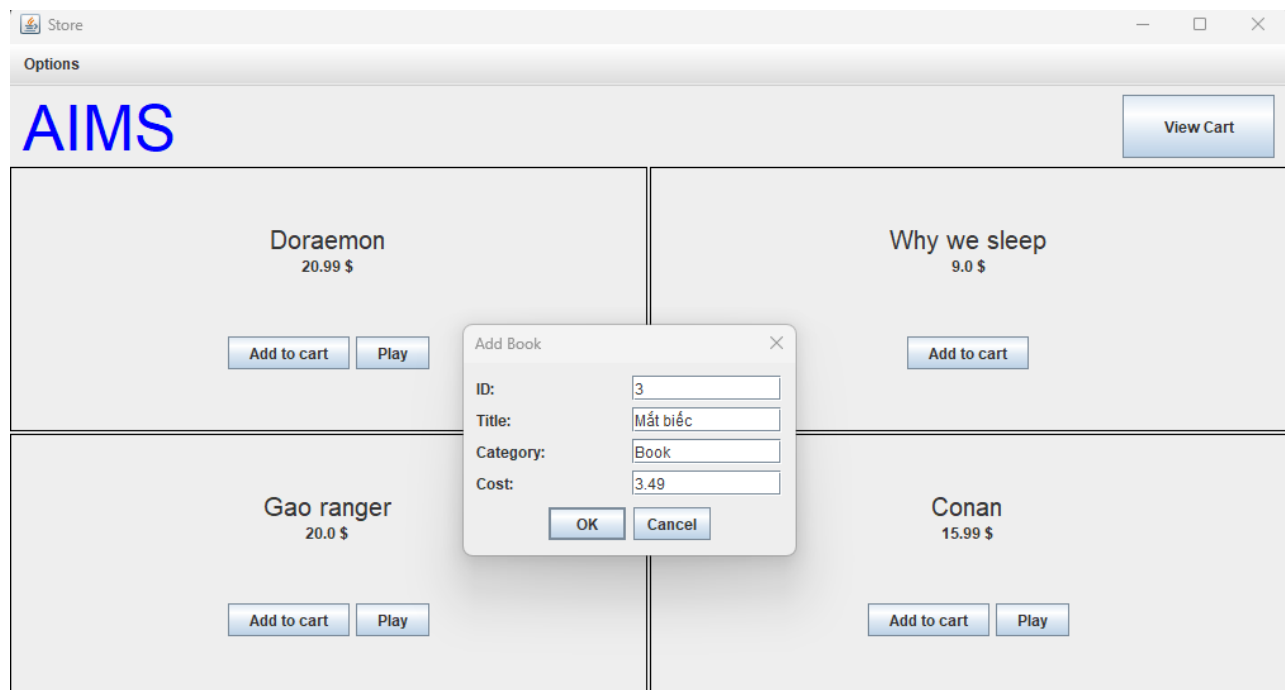 Store
Options
AIMS
View Cart
Doraemon
20.99 $
Add to cart Play
Why we sleep
9.0 $
Add to cart
Add Book
ID: 3
Title: Mắt biếc
Category: Book
Cost: 3.49
OK Cancel
Gao ranger
20.0 $
Add to cart Play
Conan
15.99 $
Add to cart Play